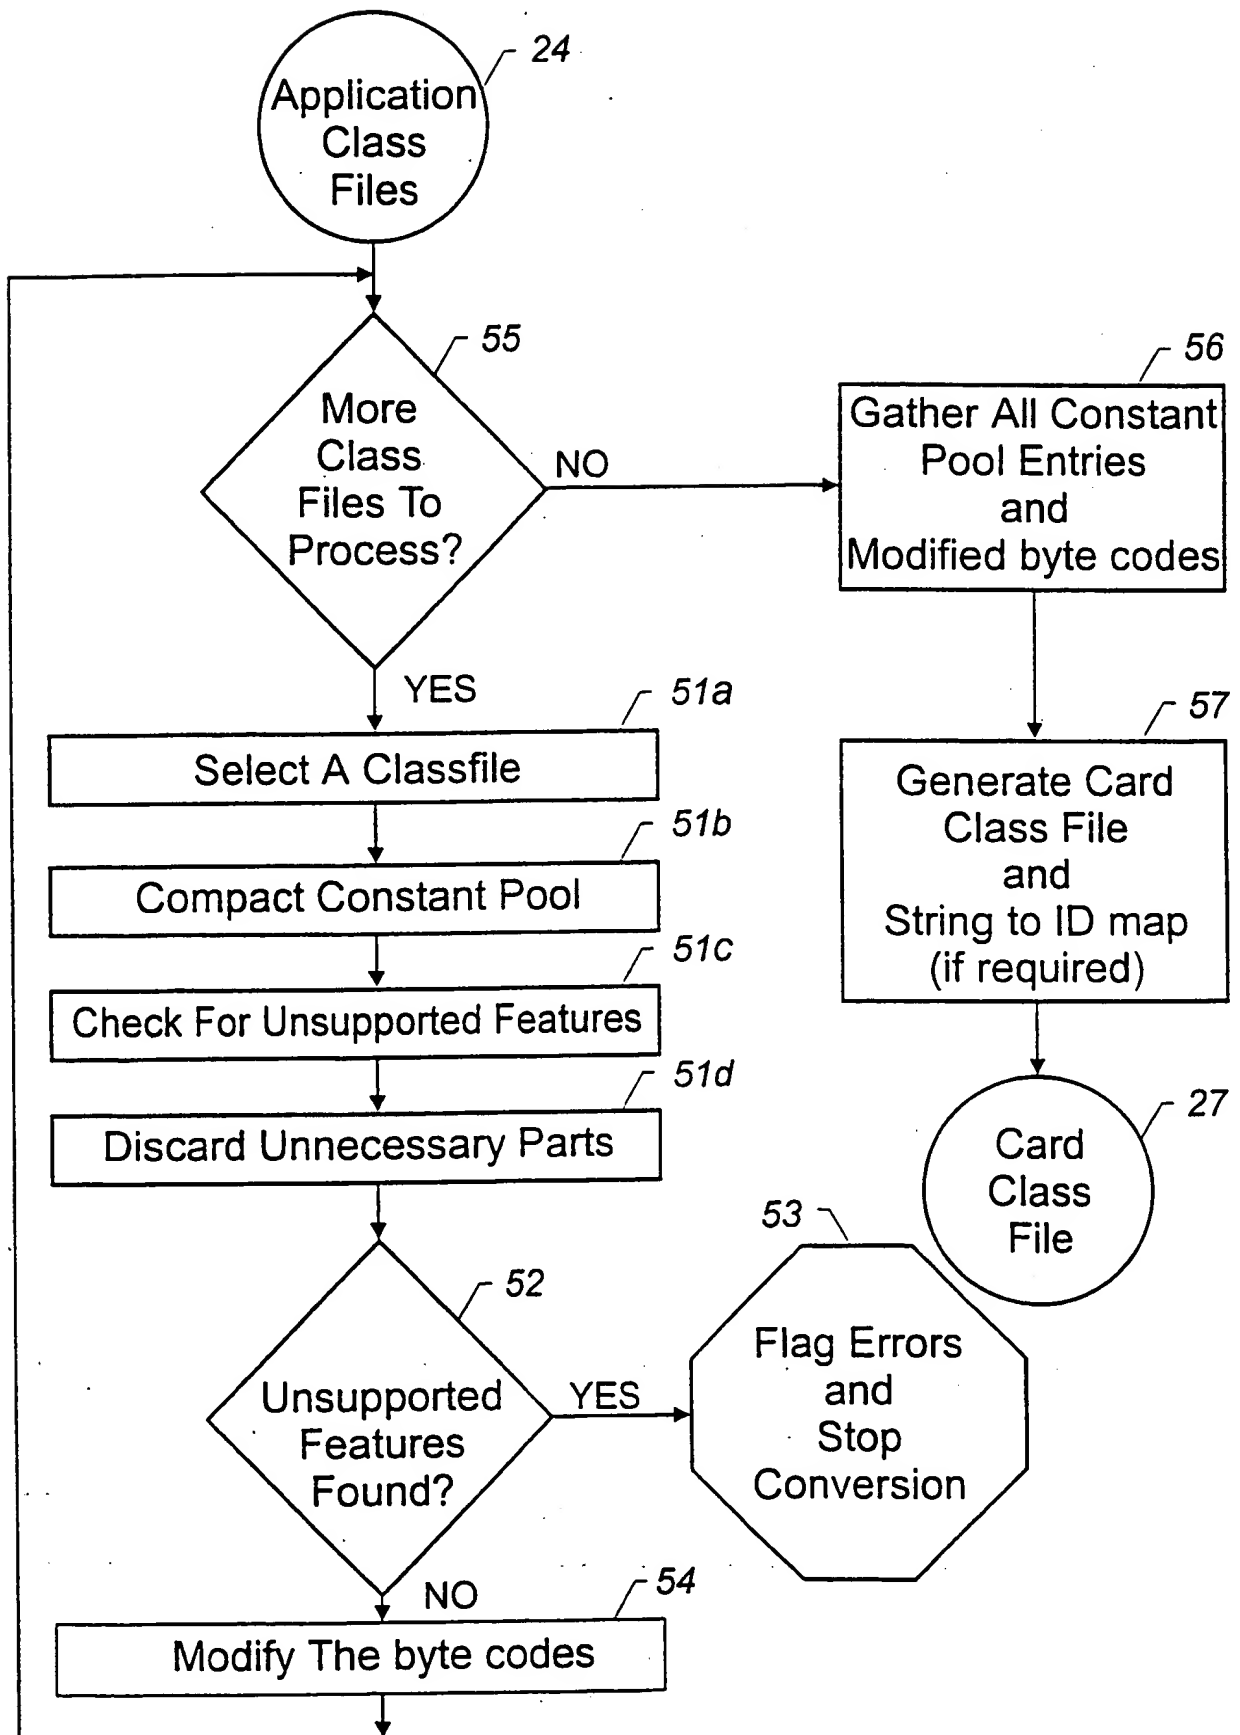 24
Application
Class
Files
55
More
Class
Files To
Process?
NO
56
Gather All Constant
Pool Entries
and
Modified byte codes
YES
51a
Select A Classfile
57
Generate Card
Class File
and
String to ID map
(if required)
51b
Compact Constant Pool
51c
Check For Unsupported Features
51d
Discard Unnecessary Parts
27
Card
Class
File
52
Unsupported
Features
Found?
YES
53
Flag Errors
and
Stop
Conversion
NO
54
Modify The byte codes